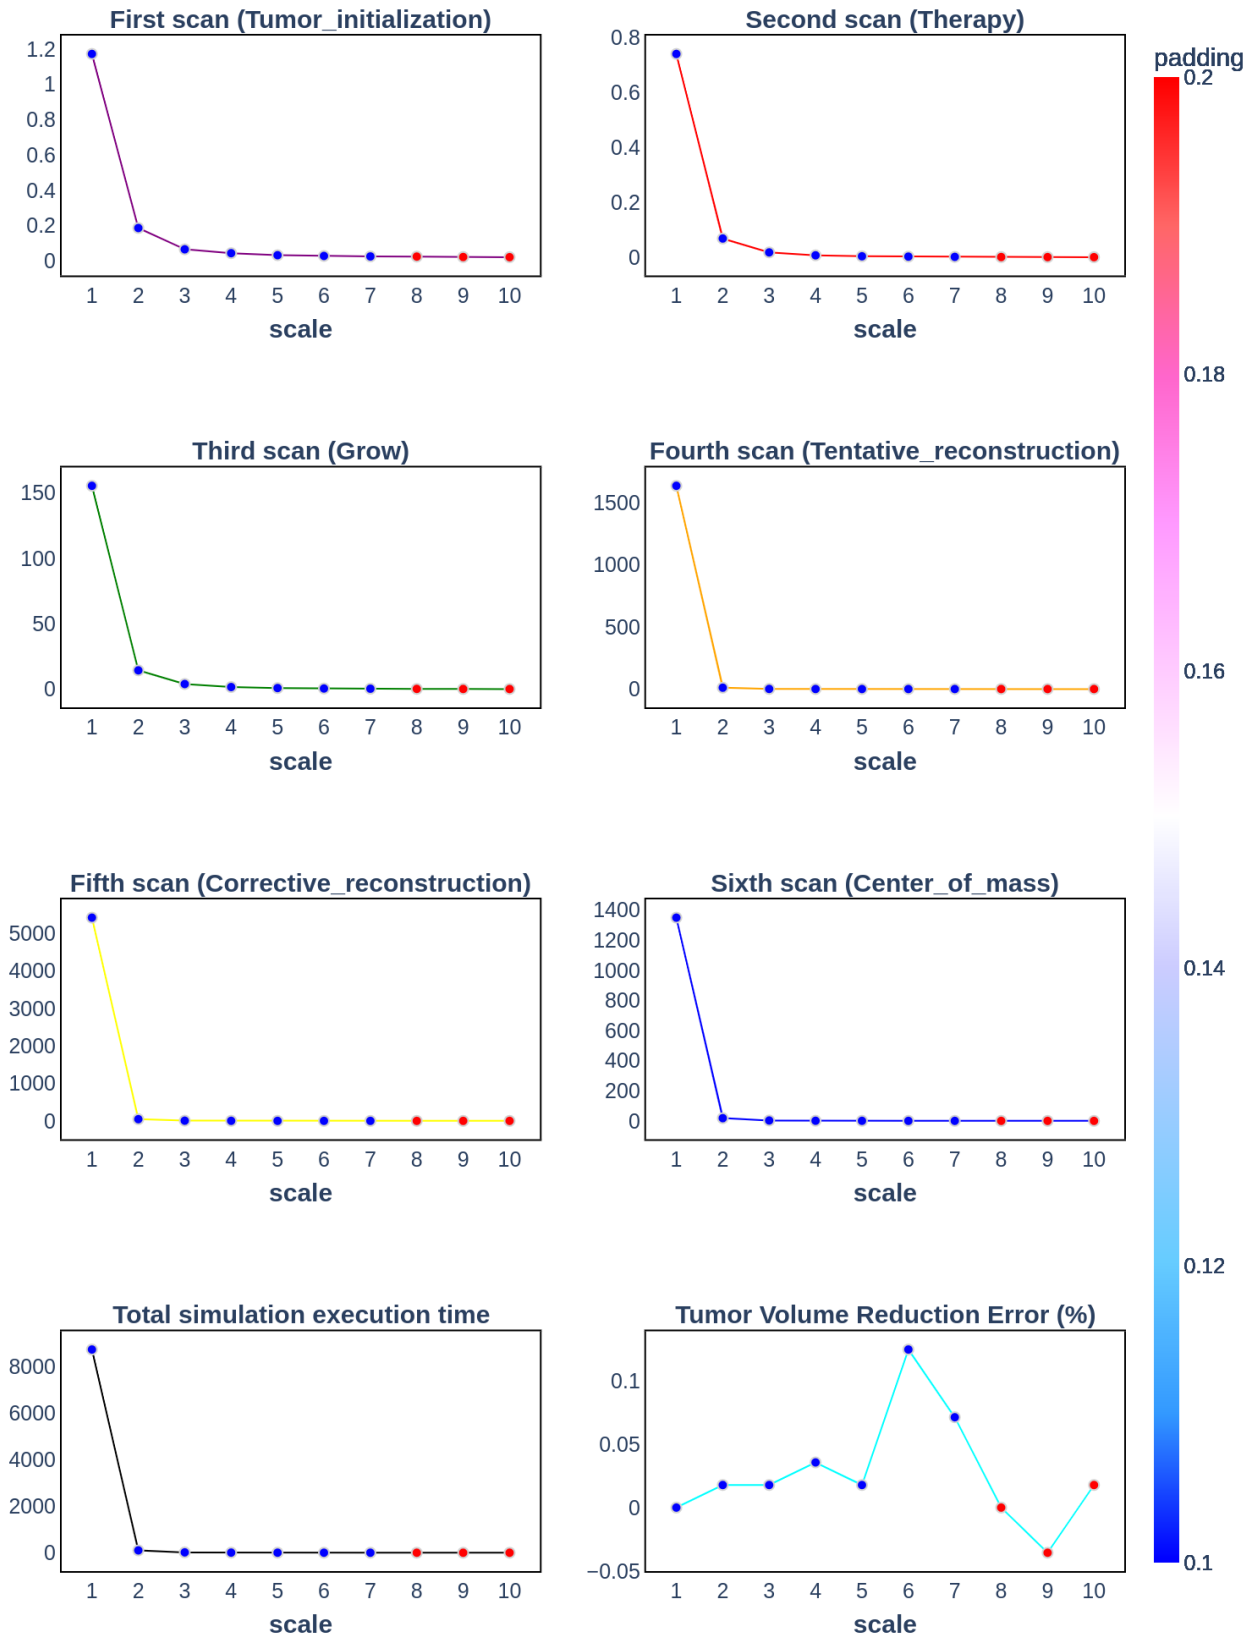 First scan (Tumor_initialization)
1.2
1
0.8
0.6
0.4
0.2
0
1 2 3 4 5 6 7 8 9 10
scale
Second scan (Therapy)
0.8
0.6
0.4
0.2
0
1 2 3 4 5 6 7 8 9 10
scale
Third scan (Grow)
150
100
50
0
1 2 3 4 5 6 7 8 9 10
scale
Fourth scan (Tentative_reconstruction)
1500
1000
500
0
1 2 3 4 5 6 7 8 9 10
scale
Fifth scan (Corrective_reconstruction)
5000
4000
3000
2000
1000
0
1 2 3 4 5 6 7 8 9 10
scale
Sixth scan (Center_of_mass)
1400
1200
1000
800
600
400
200
0
1 2 3 4 5 6 7 8 9 10
scale
Total simulation execution time
8000
6000
4000
2000
0
1 2 3 4 5 6 7 8 9 10
scale
Tumor Volume Reduction Error (%)
0.1
0.05
0
−0.05
1 2 3 4 5 6 7 8 9 10
scale
padding
0.2
0.18
0.16
0.14
0.12
0.1